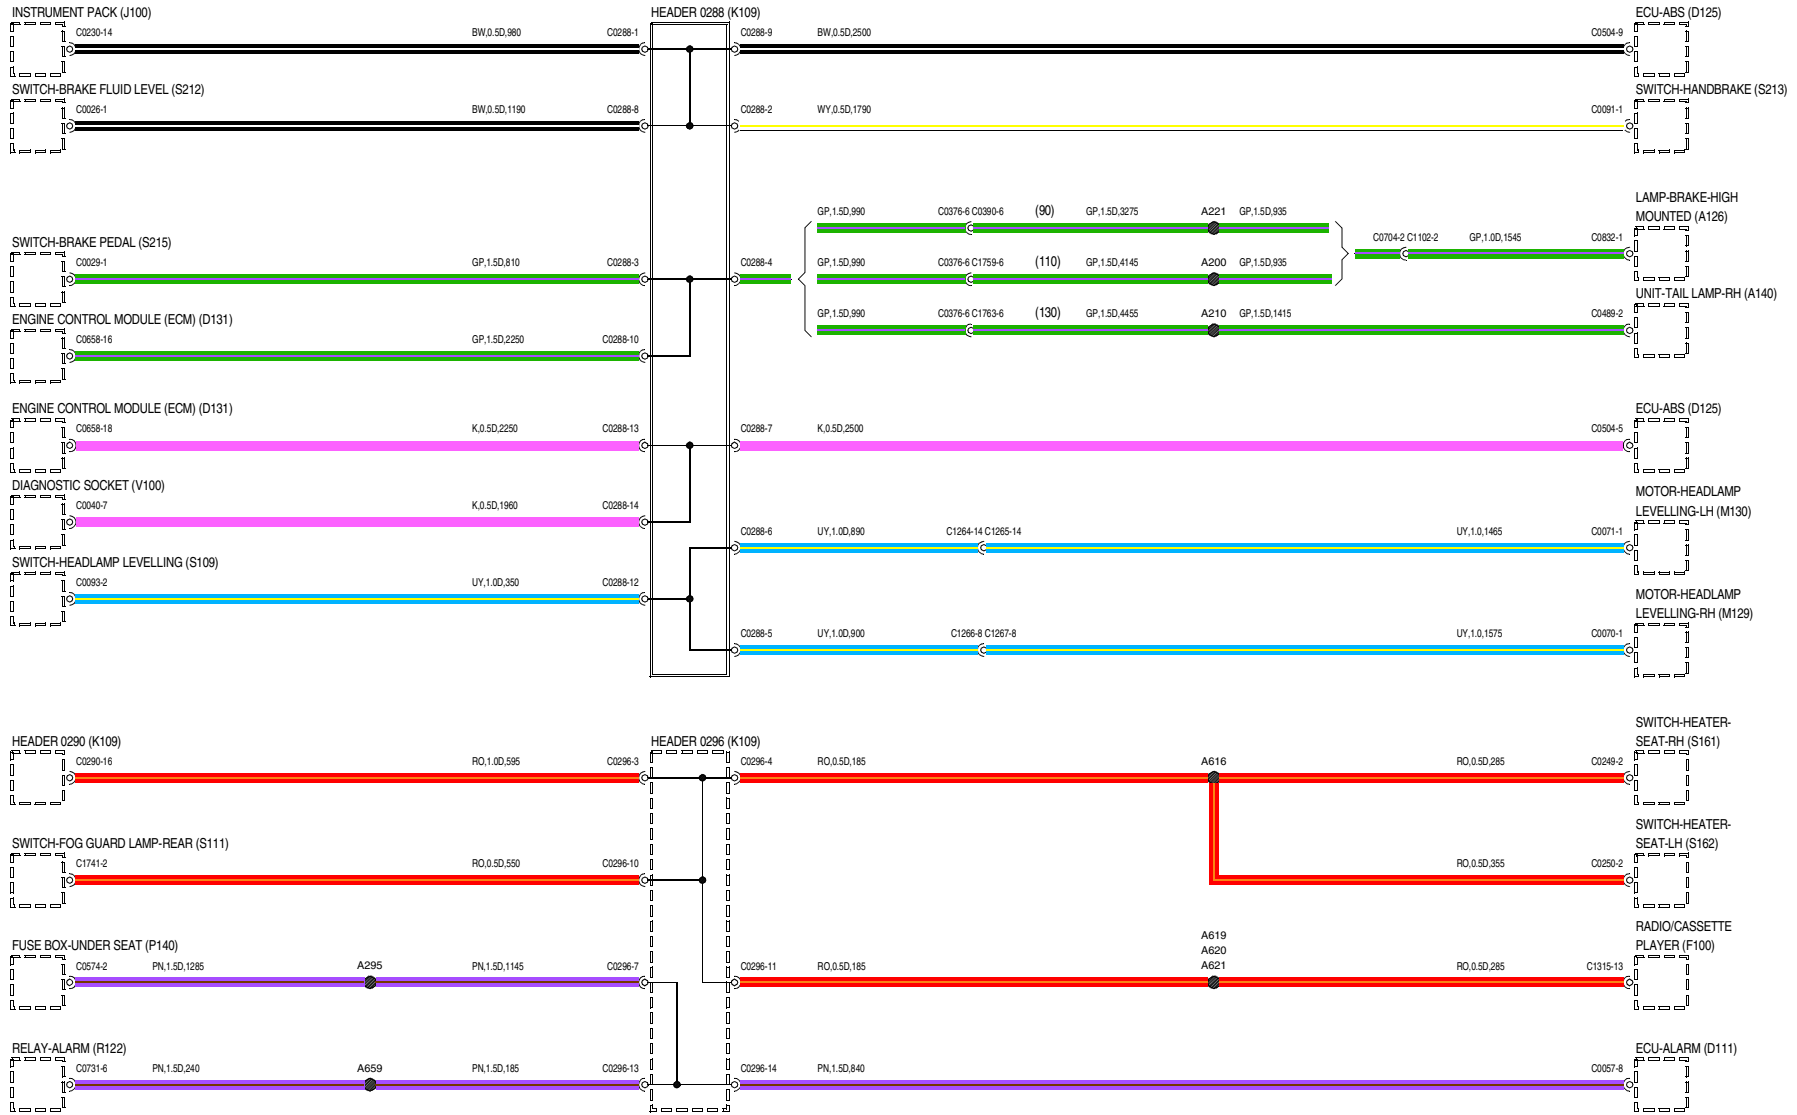 INSTRUMENT PACK (J100)
HEADER 0288 (K109)
ECU-ABS (D125)
C0230-14
BW,0.5D,980
C0288-1
C0288-9
BW,0.5D,2500
C0504-9
SWITCH-BRAKE FLUID LEVEL (S212)
SWITCH-HANDBRAKE (S213)
C0026-1
BW,0.5D,1190
C0288-8
C0288-2
WY,0.5D,1790
C0091-1
LAMP-BRAKE-HIGH
MOUNTED (A126)
GP,1.5D,990
C0376-6 C0390-6
(90)
GP,1.5D,3275
A221
GP,1.5D,935
C0704-2 C1102-2
GP,1.0D,1545
C0832-1
SWITCH-BRAKE PEDAL (S215)
C0029-1
GP,1.5D,810
C0288-3
C0288-4
GP,1.5D,990
C0376-6 C1759-6
(110)
GP,1.5D,4145
A200
GP,1.5D,935
UNIT-TAIL LAMP-RH (A140)
GP,1.5D,990
C0376-6 C1763-6
(130)
GP,1.5D,4455
A210
GP,1.5D,1415
C0489-2
ENGINE CONTROL MODULE (ECM) (D131)
C0658-16
GP,1.5D,2250
C0288-10
ENGINE CONTROL MODULE (ECM) (D131)
ECU-ABS (D125)
C0658-18
K,0.5D,2250
C0288-13
C0288-7
K,0.5D,2500
C0504-5
DIAGNOSTIC SOCKET (V100)
C0040-7
K,0.5D,1960
C0288-14
MOTOR-HEADLAMP
LEVELLING-LH (M130)
C0288-6
UY,1.0D,890
C1264-14 C1265-14
UY,1.0,1465
C0071-1
SWITCH-HEADLAMP LEVELLING (S109)
C0093-2
UY,1.0D,350
C0288-12
MOTOR-HEADLAMP
LEVELLING-RH (M129)
C0288-5
UY,1.0D,900
C1266-8 C1267-8
UY,1.0,1575
C0070-1
HEADER 0290 (K109)
HEADER 0296 (K109)
SWITCH-HEATER-
SEAT-RH (S161)
C0290-16
RO,1.0D,595
C0296-3
C0296-4
RO,0.5D,185
A616
RO,0.5D,285
C0249-2
SWITCH-FOG GUARD LAMP-REAR (S111)
SWITCH-HEATER-
SEAT-LH (S162)
C1741-2
RO,0.5D,550
C0296-10
RO,0.5D,355
C0250-2
FUSE BOX-UNDER SEAT (P140)
RADIO/CASSETTE
PLAYER (F100)
C0574-2
PN,1.5D,1285
A295
PN,1.5D,1145
C0296-7
C0296-11
RO,0.5D,185
A619
A620
A621
RO,0.5D,285
C1315-13
RELAY-ALARM (R122)
ECU-ALARM (D111)
C0731-6
PN,1.5D,240
A659
PN,1.5D,185
C0296-13
C0296-14
PN,1.5D,840
C0057-8